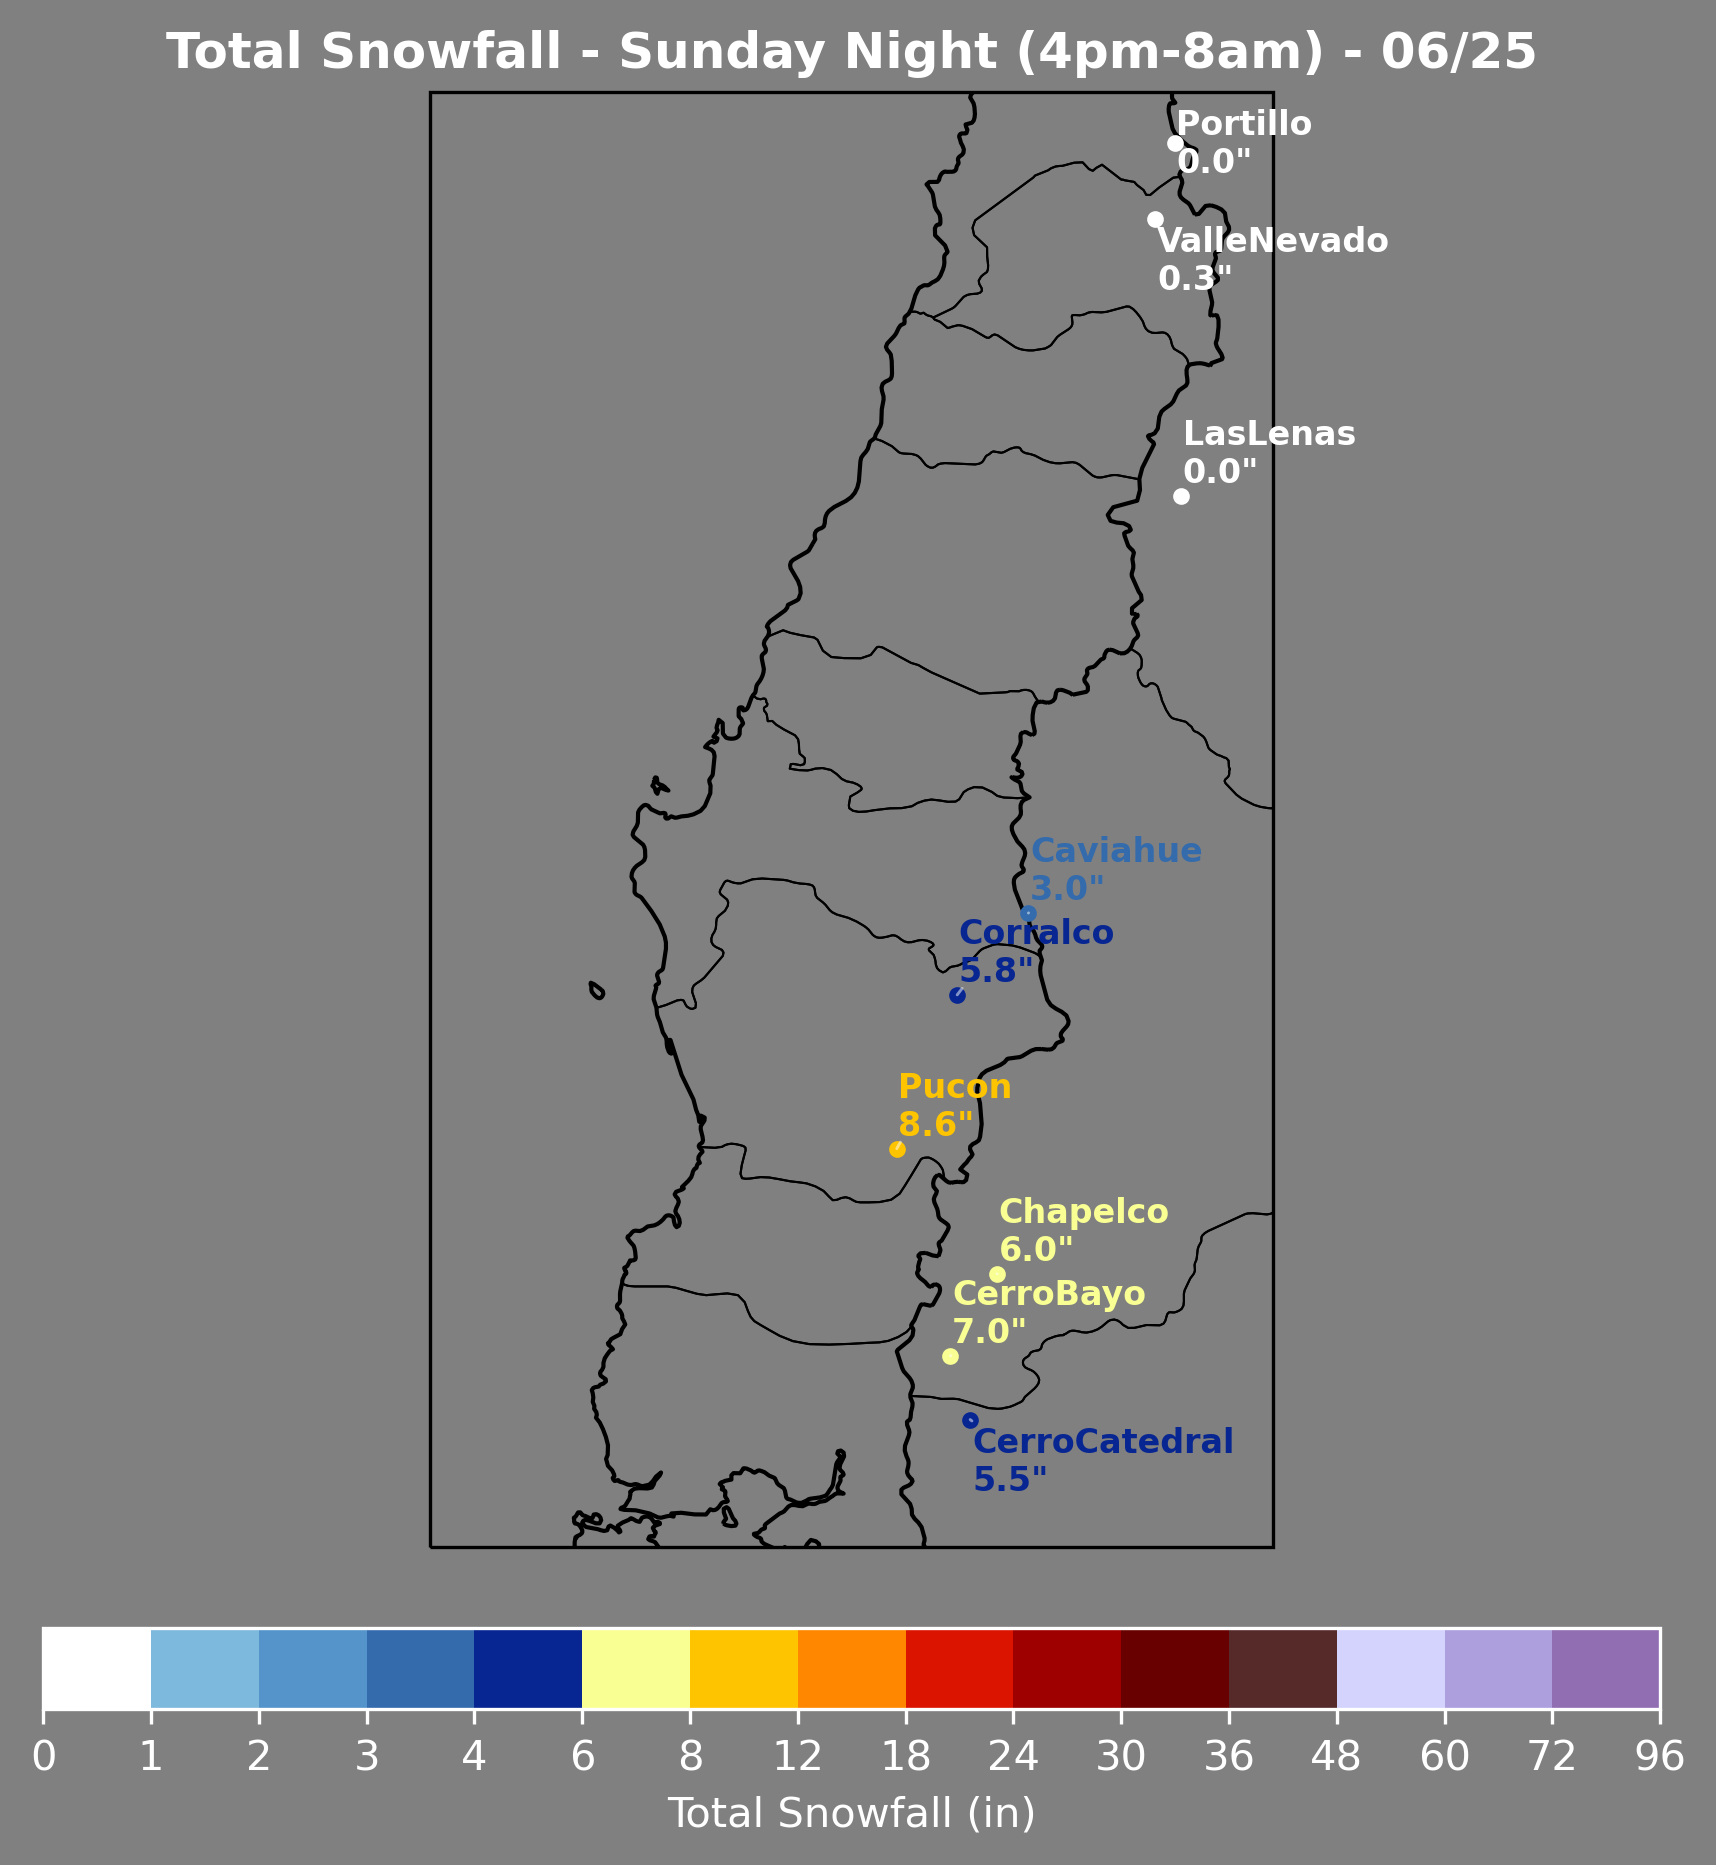 Total Snowfall - Sunday Night (4pm-8am) - 06/25
Portillo
0.0"
ValleNevado
0.3"
LasLenas
0.0"
Caviahue
3.0"
Corralco
5.8"
Pucon
8.6"
Chapelco
6.0"
CerroBayo
7.0"
CerroCatedral
5.5"
0 1 2 3 4 6 8 12 18 24 30 36 48 60 72 96
Total Snowfall (in)